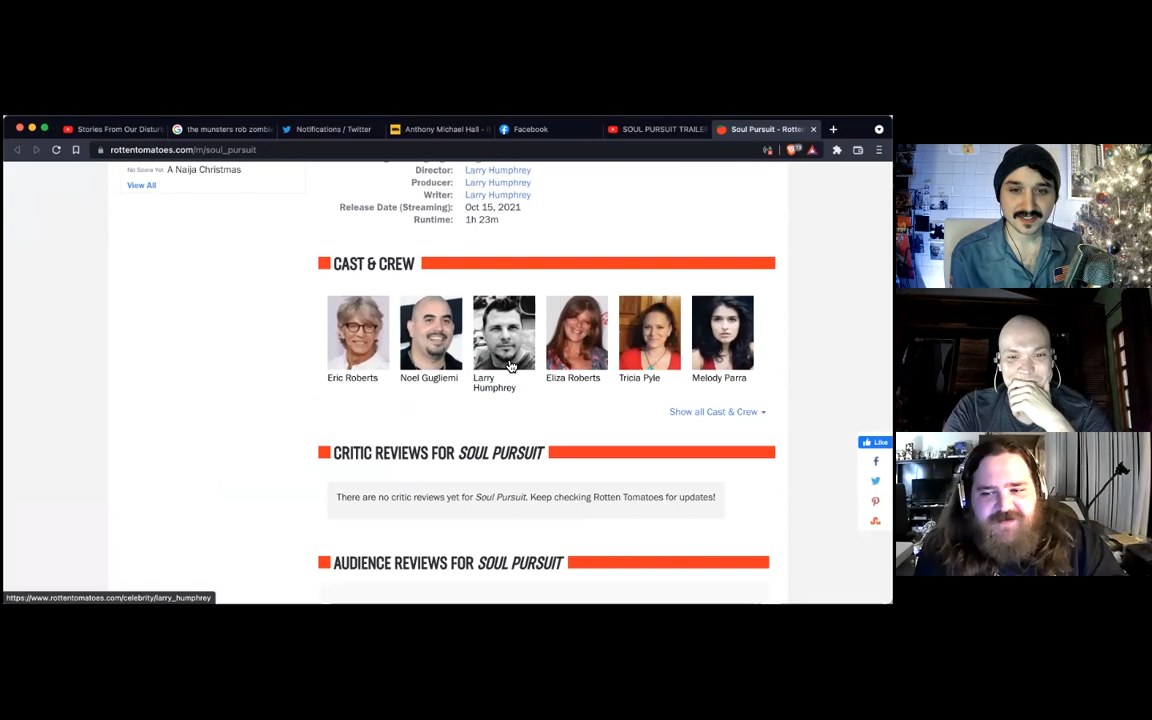 Stories From Our Disturb
the munsters rob zombi
Notifications / Twitter
Anthony Michael Hall - I
Facebook
SOUL PURSUIT TRAILER
Soul Pursuit - Rotten
rottentomatoes.com/m/soul_pursuit
No Score Yet A Naija Christmas
View All
Director: Larry Humphrey
Producer: Larry Humphrey
Writer: Larry Humphrey
Release Date (Streaming): Oct 15, 2021
Runtime: 1h 23m
CAST & CREW
Eric Roberts
Noel Gugliemi
Larry Humphrey
Eliza Roberts
Tricia Pyle
Melody Parra
Show all Cast & Crew
Like
CRITIC REVIEWS FOR SOUL PURSUIT
There are no critic reviews yet for Soul Pursuit. Keep checking Rotten Tomatoes for updates!
AUDIENCE REVIEWS FOR SOUL PURSUIT
https://www.rottentomatoes.com/celebrity/larry_humphrey